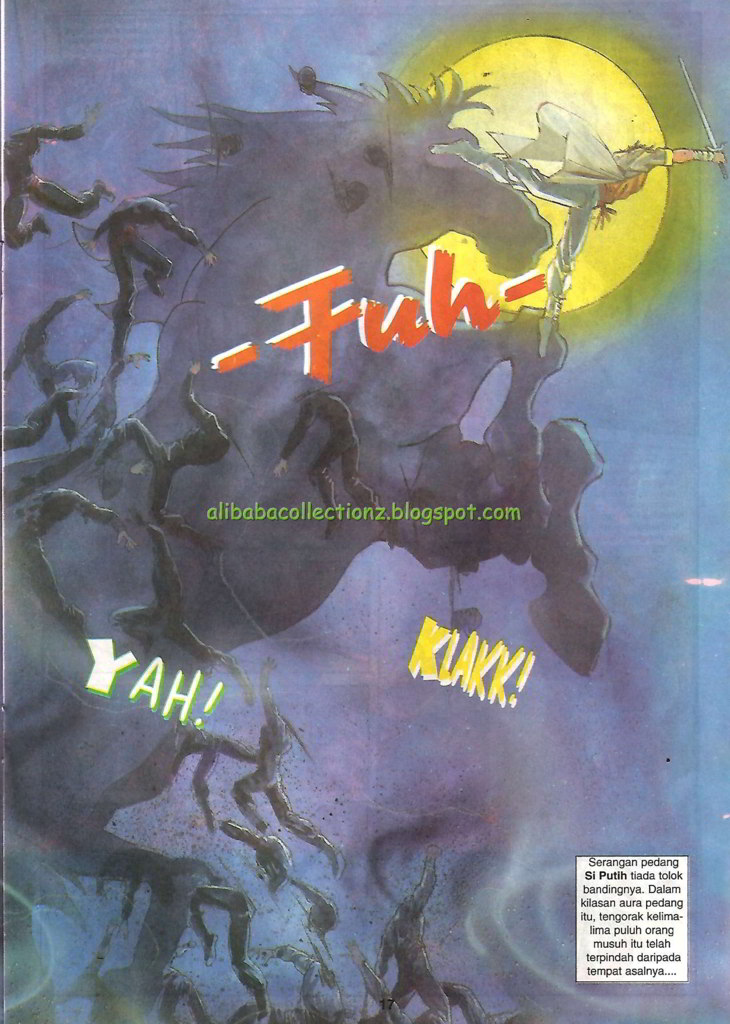 -Fuh-
alibabacollectionz.blogspot.com
KLAKK!
YAH!
Serangan pedang
Si Putih tiada tolok
bandingnya. Dalam
kilasan aura pedang
itu, tengorak kelima-
lima puluh orang
musuh itu telah
terpindah daripada
tempat asalnya....
17